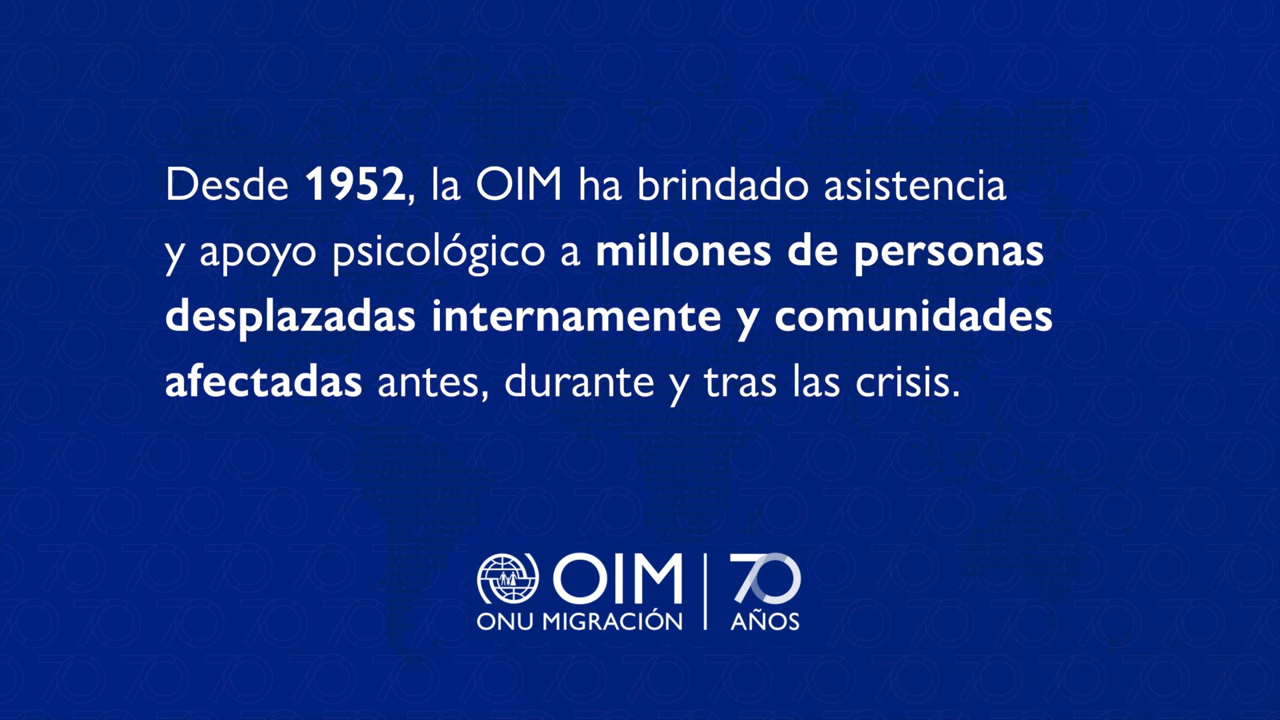 Desde 1952, la OIM ha brindado asistencia
y apoyo psicológico a millones de personas
desplazadas internamente y comunidades
afectadas antes, durante y tras las crisis.
OIM
ONU MIGRACIÓN
70
AÑOS